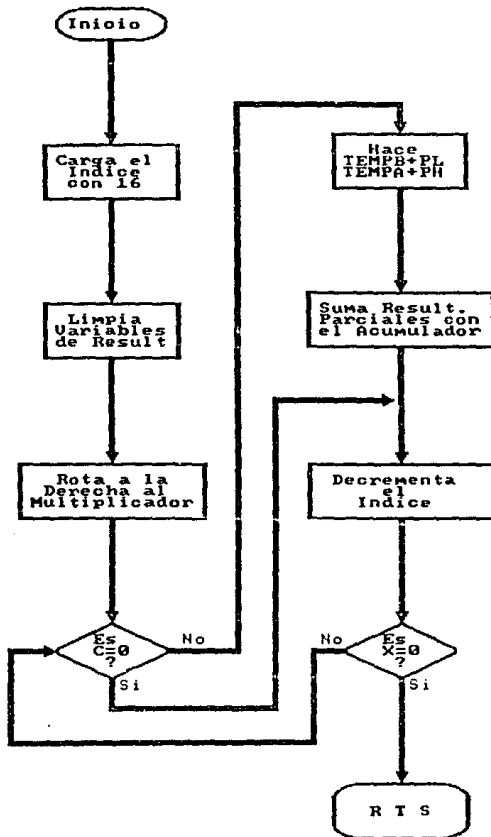 Inicio
Carga el
Indice
con 16
Limpia
Variables
de Result
Rota a la
Derecha al
Multiplicador
Es
C=0
?
No
Si
Hace
TEMPB+PL
TEMPA+PH
Suma Result.
Parciales con
el Acumulador
Decrementa
el
Indice
Es
X=0
?
No
Si
R T S